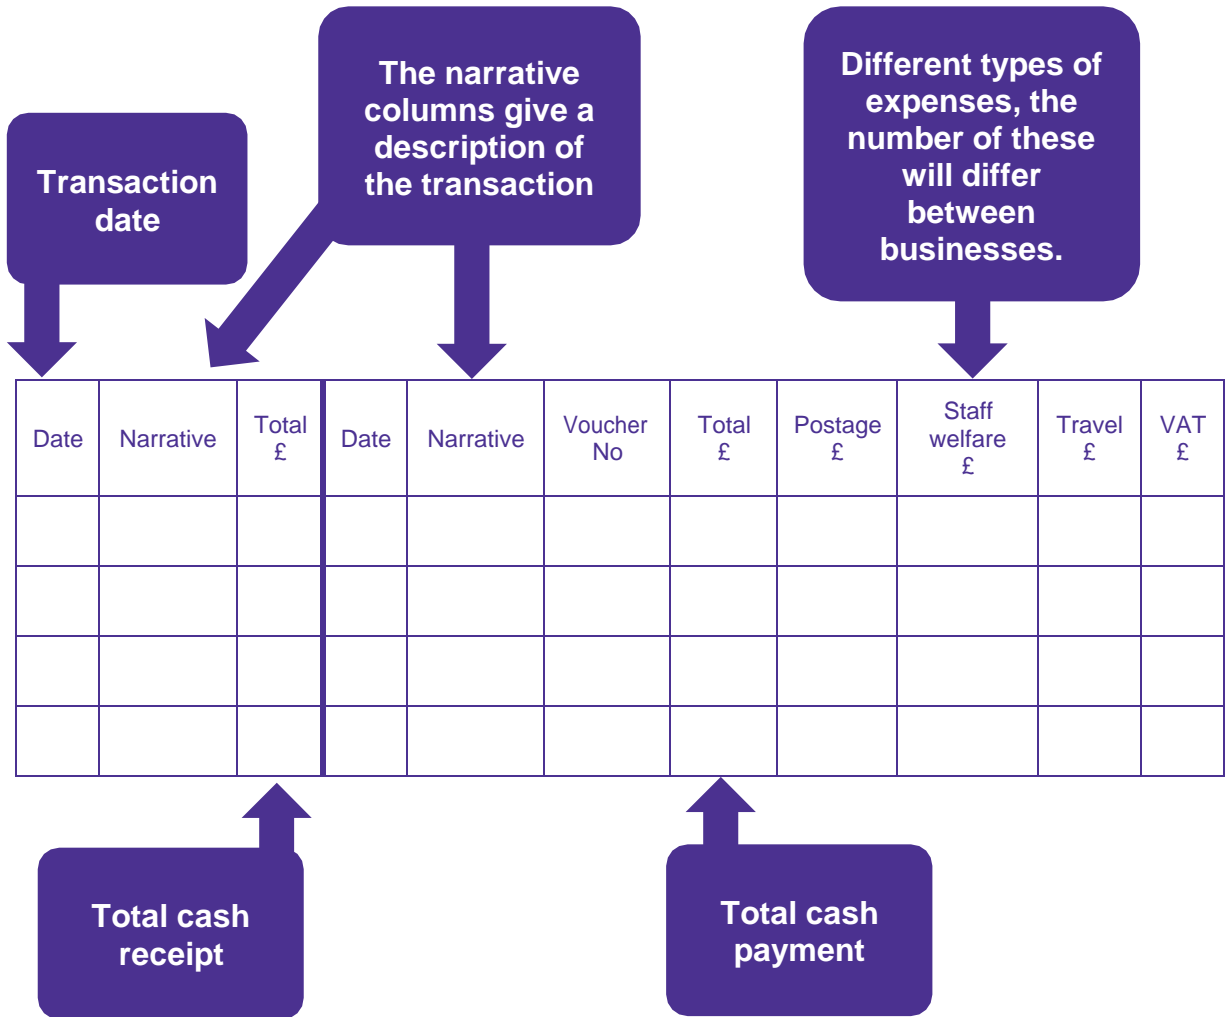 The narrative
columns give a
description of
the transaction
Different types of
expenses, the
number of these
will differ
between
businesses.
Transaction
date
Date Narrative Total £ Date Narrative Voucher No Total £ Postage £ Staff welfare £ Travel £ VAT £
Total cash
receipt
Total cash
payment